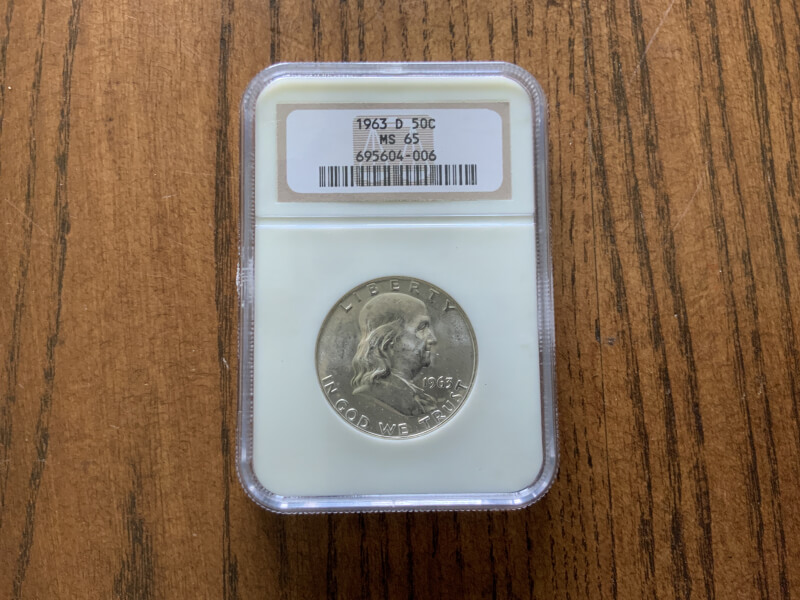 1963 D 50C
MS 65
695604-006
LIBERTY
1963
IN GOD WE TRUST